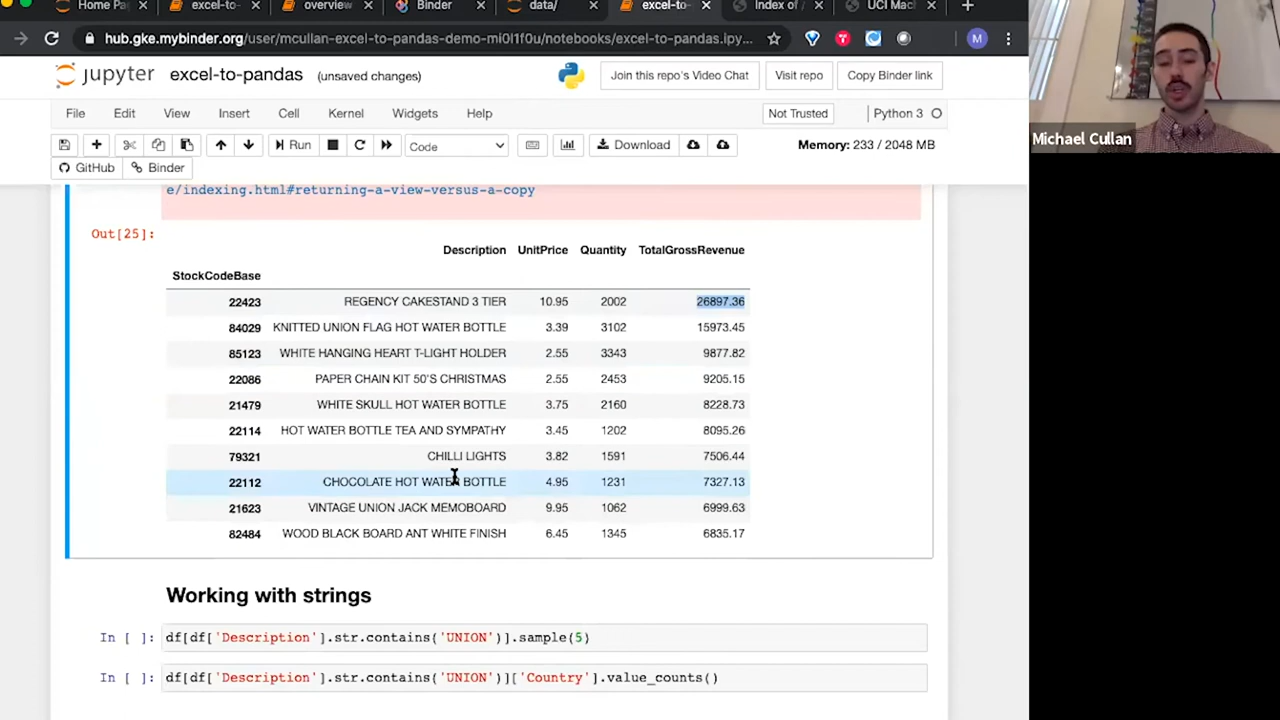 Home Pa
excel-to-
overview
Binder
data/
excel-to-
Index of
UCI Mac
hub.gke.mybinder.org/user/mcullan-excel-to-pandas-demo-mi0l1f0u/notebooks/excel-to-pandas.ipy...
M
jupyter excel-to-pandas (unsaved changes)
Join this repo's Video Chat
Visit repo
Copy Binder link
File Edit View Insert Cell Kernel Widgets Help
Not Trusted
Python 3
Run
Code
Download
Memory: 233 / 2048 MB
GitHub
Binder
Michael Cullan
e/indexing.html#returning-a-view-versus-a-copy
Out[25]:
Description UnitPrice Quantity TotalGrossRevenue
StockCodeBase
22423 REGENCY CAKESTAND 3 TIER 10.95 2002 26897.36
84029 KNITTED UNION FLAG HOT WATER BOTTLE 3.39 3102 15973.45
85123 WHITE HANGING HEART T-LIGHT HOLDER 2.55 3343 9877.82
22086 PAPER CHAIN KIT 50'S CHRISTMAS 2.55 2453 9205.15
21479 WHITE SKULL HOT WATER BOTTLE 3.75 2160 8228.73
22114 HOT WATER BOTTLE TEA AND SYMPATHY 3.45 1202 8095.26
79321 CHILLI LIGHTS 3.82 1591 7506.44
22112 CHOCOLATE HOT WATER BOTTLE 4.95 1231 7327.13
21623 VINTAGE UNION JACK MEMOBOARD 9.95 1062 6999.63
82484 WOOD BLACK BOARD ANT WHITE FINISH 6.45 1345 6835.17
Working with strings
In [ ]: df[df['Description'].str.contains('UNION')].sample(5)
In [ ]: df[df['Description'].str.contains('UNION')]['Country'].value_counts()